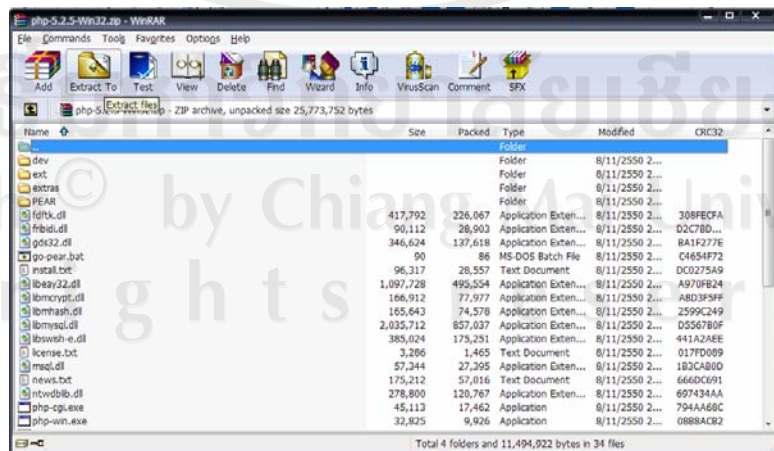 php-5.2.5-Win32.zip - WinRAR
File Commands Tools Favorites Options Help
Add Extract To Test View Delete Find Wizard Info VirusScan Comment SFX
Extract files
ZIP archive, unpacked size 25,773,752 bytes
Name Size Packed Type Modified CRC32
.. Folder
dev Folder 8/11/2550 2...
ext Folder 8/11/2550 2...
extras Folder 8/11/2550 2...
PEAR Folder 8/11/2550 2...
fdftk.dll 417,792 226,067 Application Exten... 8/11/2550 2... 308FECFA
fribidi.dll 90,112 28,903 Application Exten... 8/11/2550 2... D2C7BD...
gds32.dll 346,624 137,618 Application Exten... 8/11/2550 2... BA1F277E
go-pear.bat 90 86 MS-DOS Batch File 8/11/2550 2... C4654F72
install.txt 96,317 28,557 Text Document 8/11/2550 2... DC0275A9
libeay32.dll 1,097,728 495,554 Application Exten... 8/11/2550 2... A970FB24
libmcrypt.dll 166,912 77,977 Application Exten... 8/11/2550 2... A8D3F5FF
libmhash.dll 165,643 74,578 Application Exten... 8/11/2550 2... 2599C249
libmysql.dll 2,035,712 857,037 Application Exten... 8/11/2550 2... D5567B0F
libswish-e.dll 385,024 175,251 Application Exten... 8/11/2550 2... 441A2AEE
license.txt 3,286 1,465 Text Document 8/11/2550 2... 017FD089
msql.dll 57,344 27,395 Application Exten... 8/11/2550 2... 1B3CAB0D
news.txt 175,212 57,016 Text Document 8/11/2550 2... 666DC691
ntwdblib.dll 278,800 120,767 Application Exten... 8/11/2550 2... 697434AA
php-cgi.exe 45,113 17,462 Application 8/11/2550 2... 794AA68C
php-win.exe 32,825 9,926 Application 8/11/2550 2... 0888ACB2
Total 4 folders and 11,494,922 bytes in 34 files
© by Chiang Mai